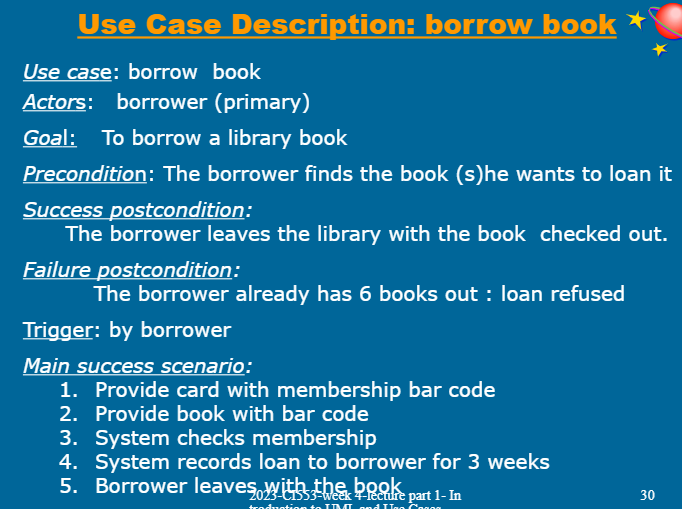 Use Case Description: borrow book
Use case: borrow book
Actors: borrower (primary)
Goal: To borrow a library book
Precondition: The borrower finds the book (s)he wants to loan it
Success postcondition:
The borrower leaves the library with the book checked out.
Failure postcondition:
The borrower already has 6 books out : loan refused
Trigger: by borrower
Main success scenario:
1. Provide card with membership bar code
2. Provide book with bar code
3. System checks membership
4. System records loan to borrower for 3 weeks
5. Borrower leaves with the book
2023-CI553-week 4-lecture part 1- In
troduction to UML and Use Cases
30